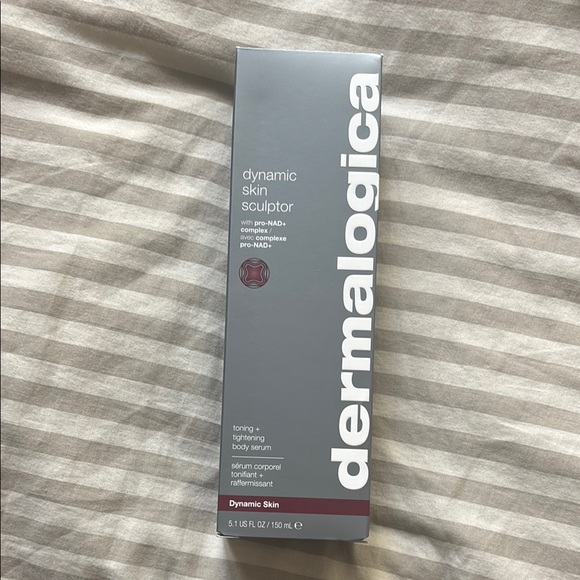 dynamic
skin
sculptor
with pro-NAD+
complex /
avec complexe
pro-NAD+
dermalogica
toning +
tightening
body serum
sérum corporel
tonifiant +
raffermissant
Dynamic Skin
5.1 US FL OZ / 150 mL ℮